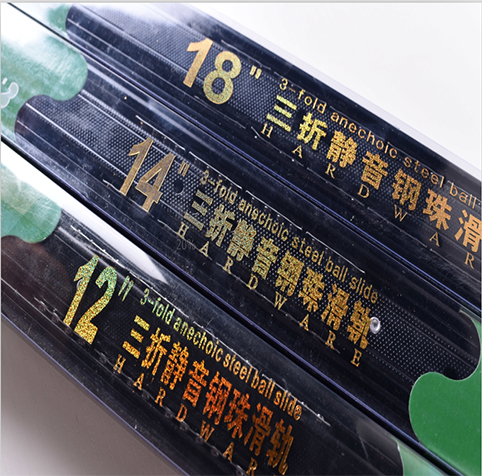 18"
3-fold anechoic steel ball
三折静音钢珠滑
HARDWAR
14"
3-fold anechoic steel ball slide
三折静音钢珠滑轨
HARDWARE
12"
3-fold anechoic steel ball slide
三折静音钢珠滑轨
HARDWAR